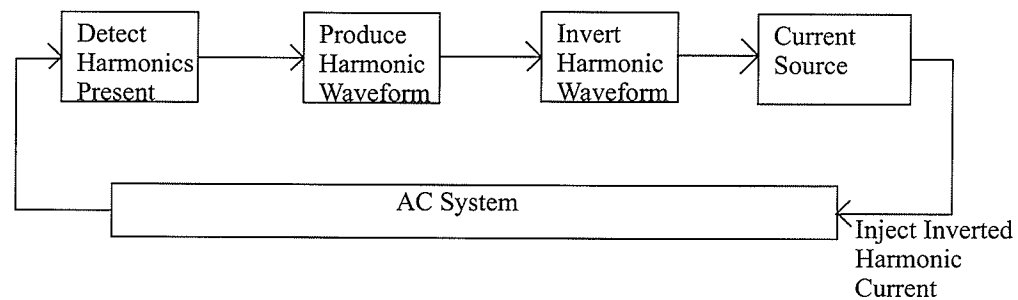 Detect
Harmonics
Present
Produce
Harmonic
Waveform
Invert
Harmonic
Waveform
Current
Source
AC System
Inject Inverted
Harmonic
Current